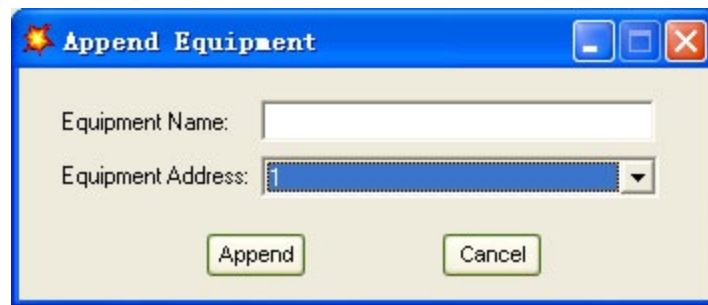 Append Equipment
Equipment Name:
Equipment Address: 1
Append Cancel